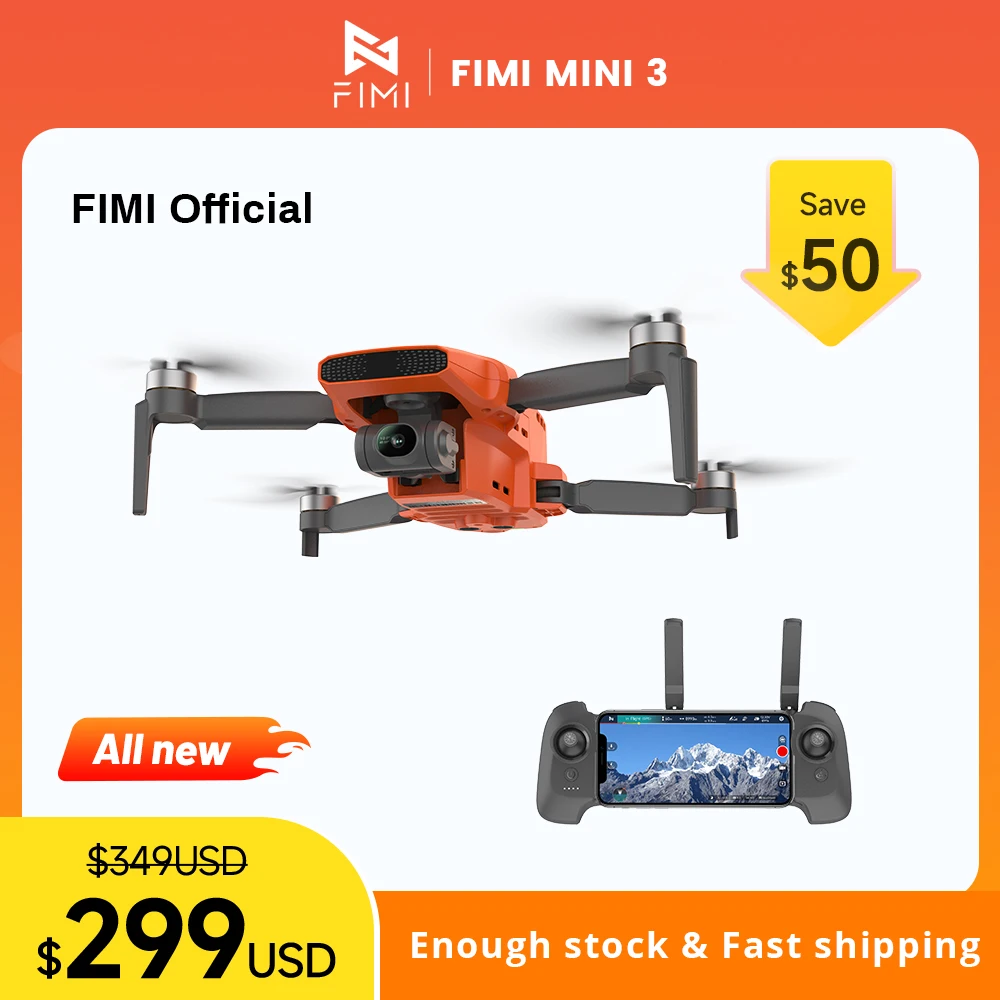 FIMI
FIMI MINI 3
FIMI Official
Save
$50
All new
$349USD
$299USD
Enough stock & Fast shipping